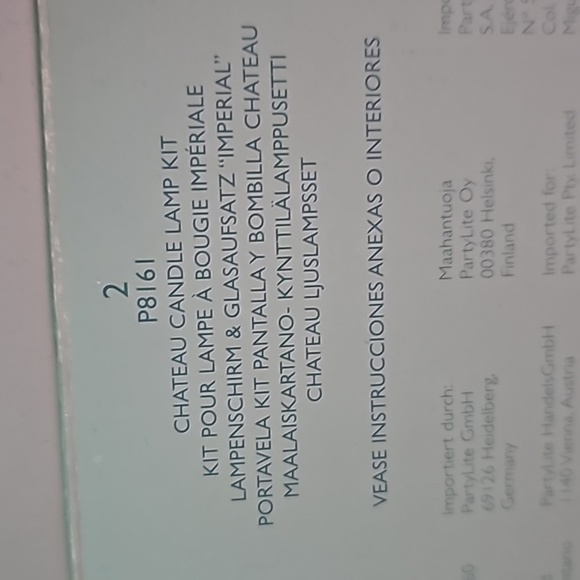 2
P8161
CHATEAU CANDLE LAMP KIT
KIT POUR LAMPE À BOUGIE IMPÉRIALE
LAMPENSCHIRM & GLASAUFSATZ "IMPERIAL"
PORTAVELA KIT PANTALLA Y BOMBILLA CHATEAU
MAALAISKARTANO- KYNTTILÄLAMPPUSETTI
CHATEAU LJUSLAMPSSET
VEASE INSTRUCCIONES ANEXAS O INTERIORES
Importiert durch:
PartyLite GmbH
69126 Heidelberg,
Germany
Maahantuoja
PartyLite Oy
00380 Helsinki,
Finland
S.A.
PartyLite HandelsGmbH
1140 Vienna, Austria
Imported for:
PartyLite Pty. Limited
Col.